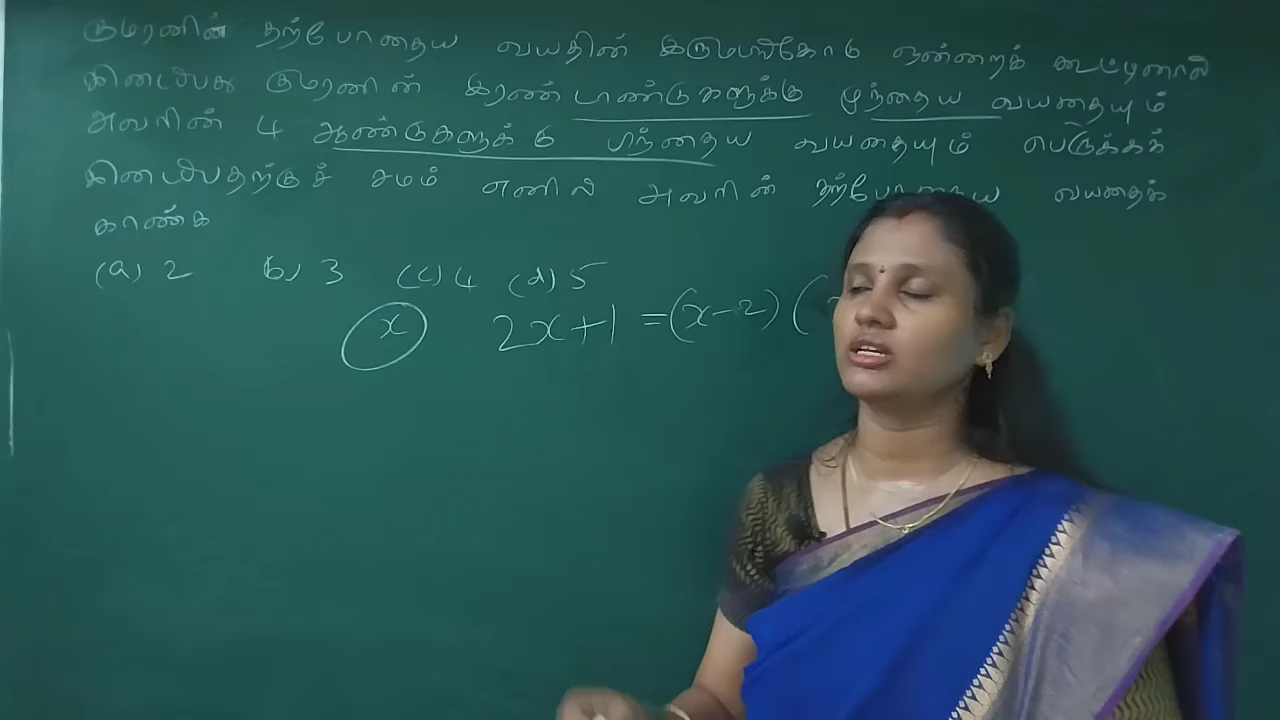 குமரனின் தற்போதைய வயதின் இருமடங்கோடு ஒன்றைக் கூட்டினால்
கிடைப்பது குமரனின் இரண்டாண்டுகளுக்கு முந்தைய வயதையும்
அவரின் 4 ஆண்டுகளுக்கு பிந்தைய வயதையும் பெருக்கக்
கிடைப்பதற்குச் சமம் எனில் அவரின் தற்போதைய வயதைக்
காண்க
(a) 2 b) 3 (c) 4 (d) 5
x 2x+1 =(x-2) (